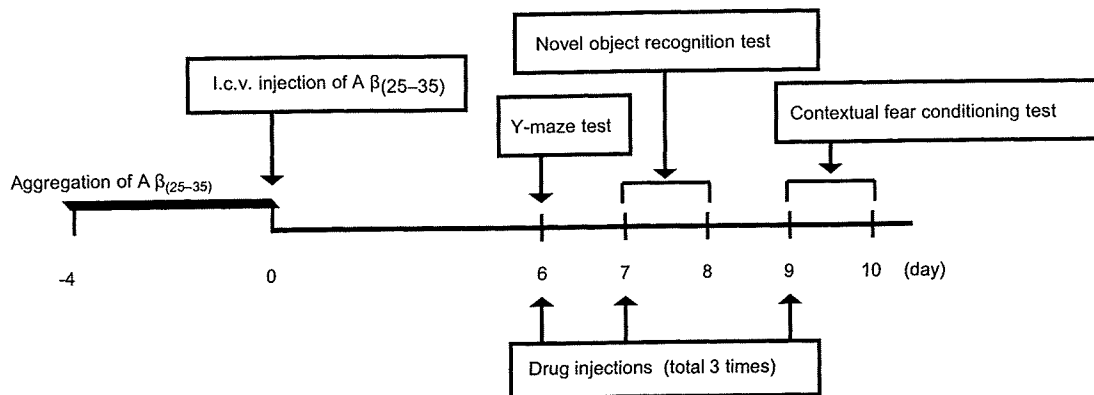 Novel object recognition test
I.c.v. injection of A β(25–35)
Y-maze test
Contextual fear conditioning test
Aggregation of A β(25–35)
-4 0 6 7 8 9 10 (day)
Drug injections (total 3 times)